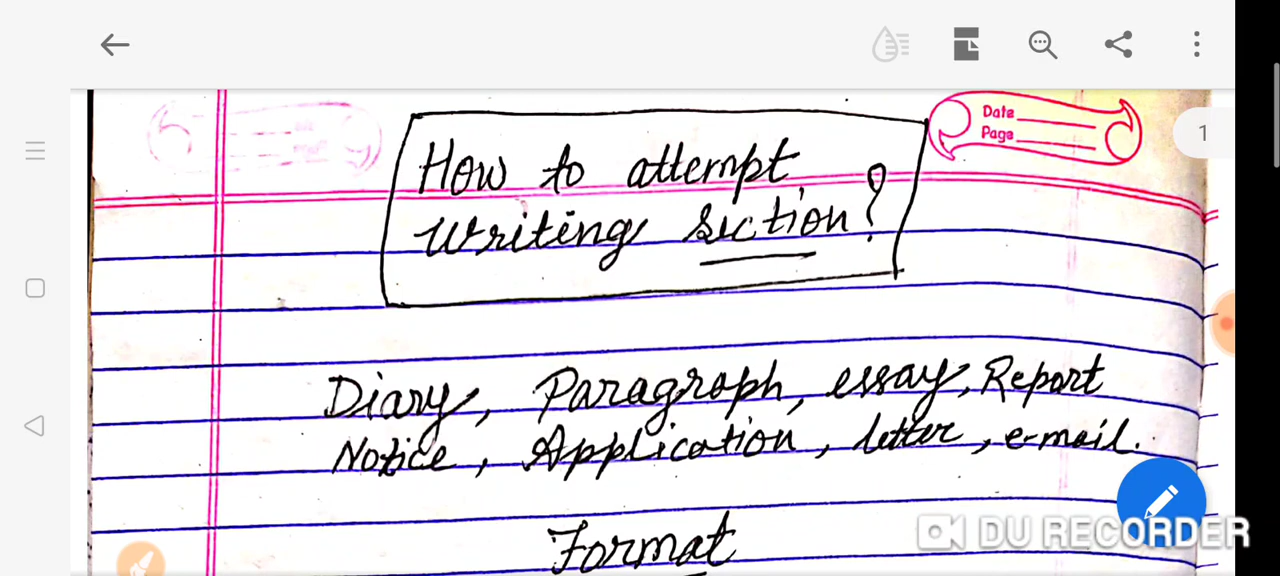 Date
Page
1
How to attempt
writing section?
Diary, Paragraph, essay, Report
Notice, Application, letter, e-mail.
Format
DU RECORDER